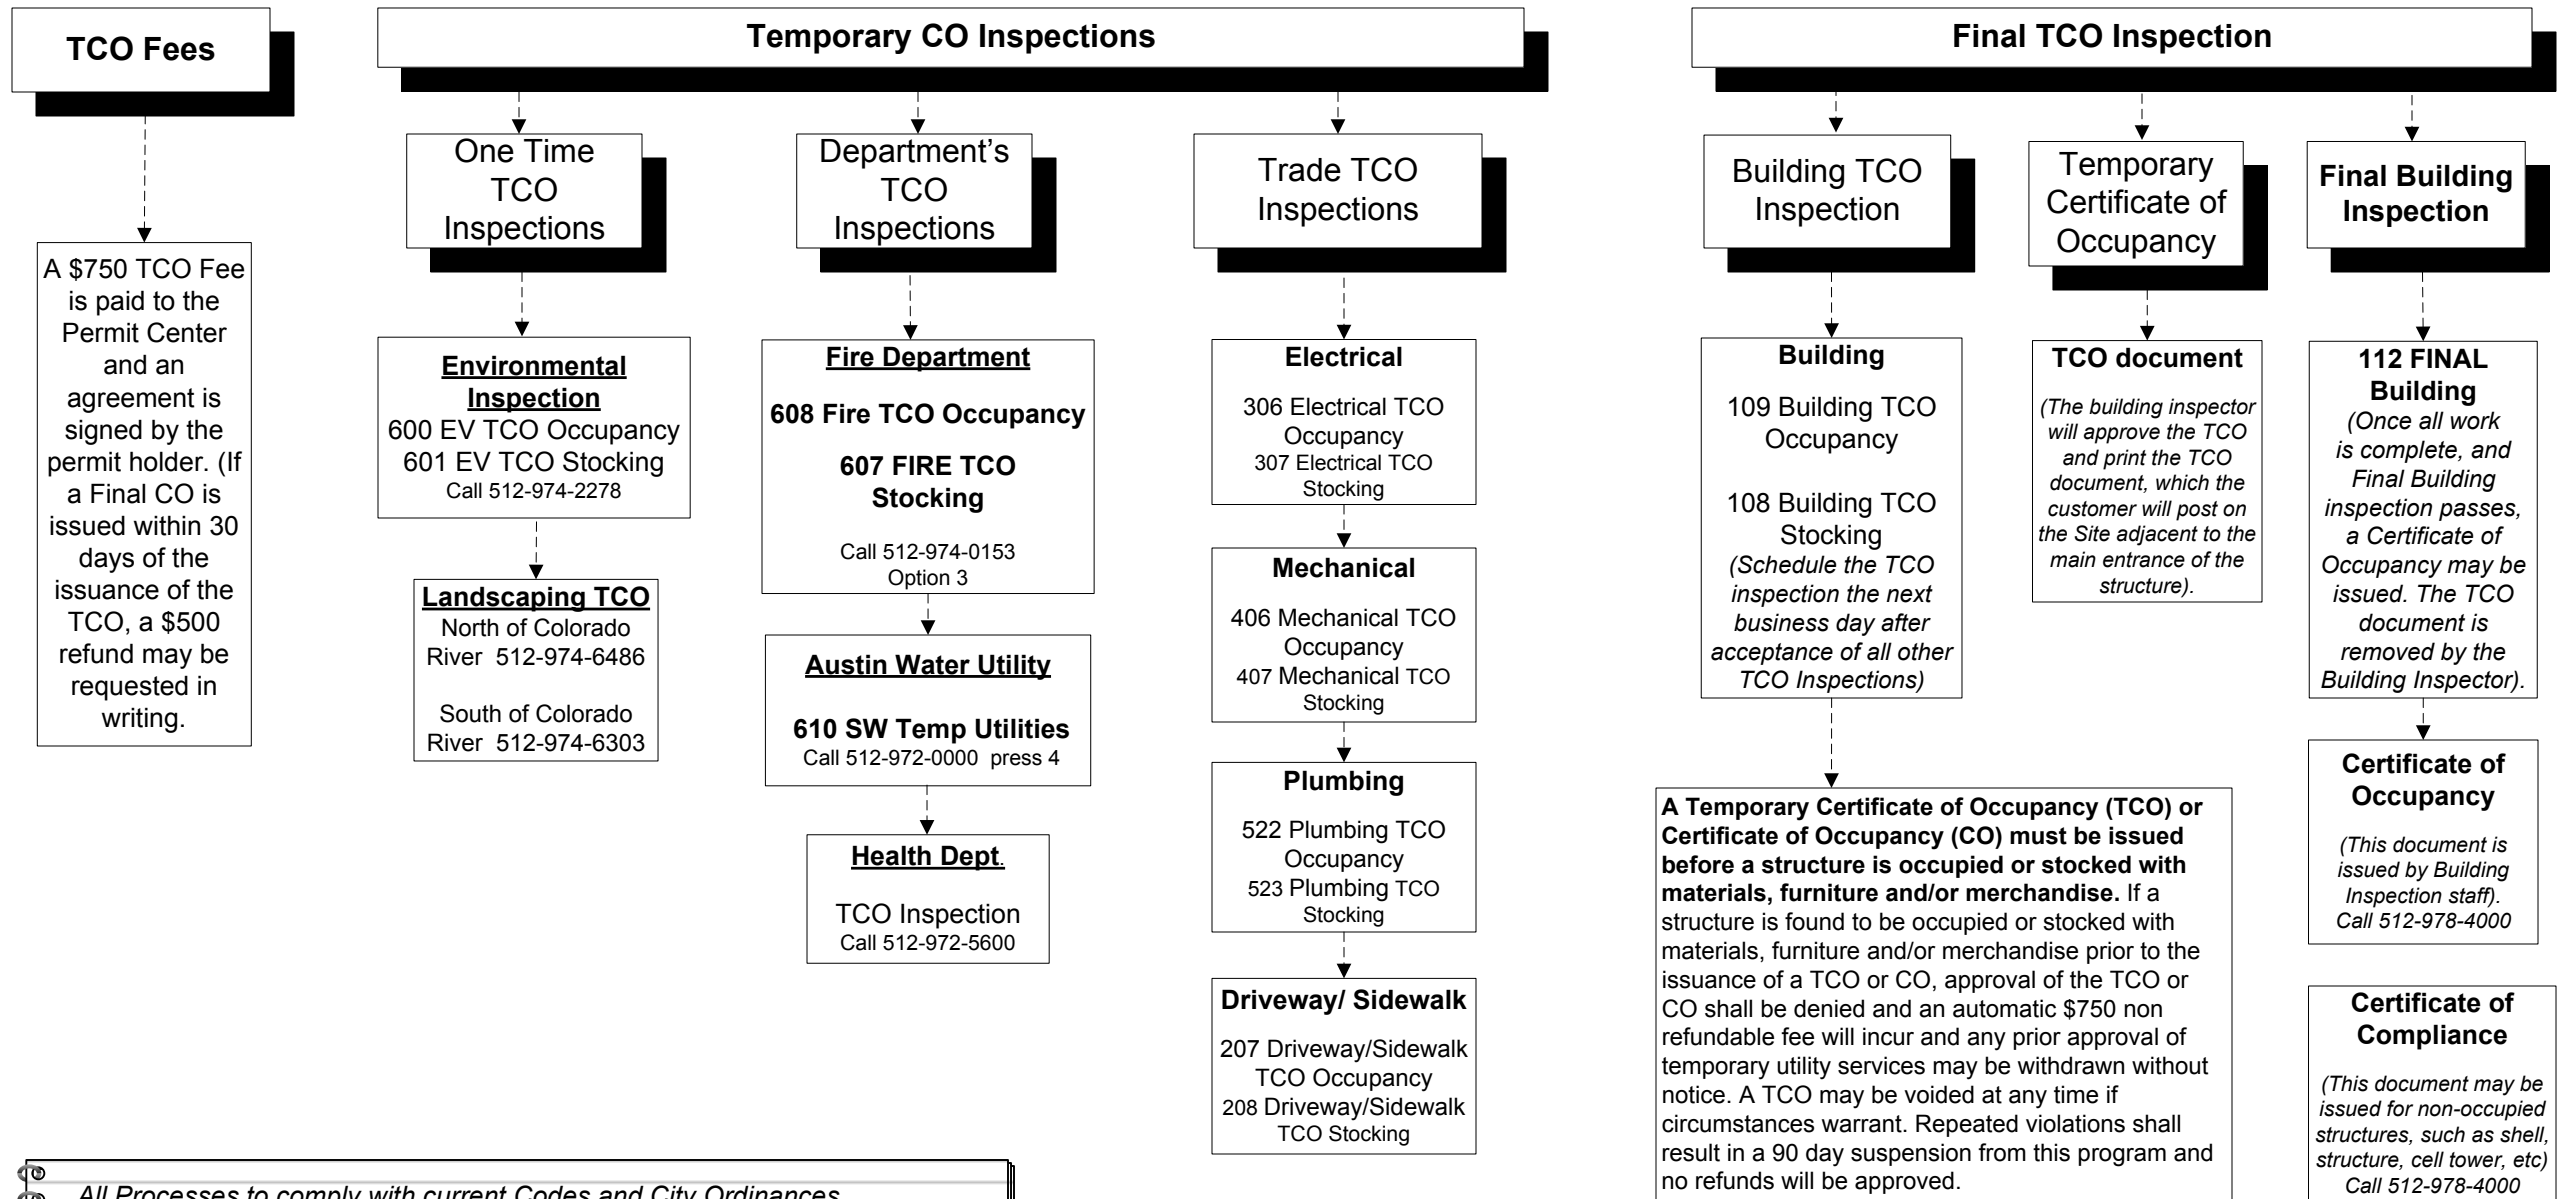 TCO Fees
A $750 TCO Fee
is paid to the
Permit Center
and an
agreement is
signed by the
permit holder. (If
a Final CO is
issued within 30
days of the
issuance of the
TCO, a $500
refund may be
requested in
writing.
Temporary CO Inspections
One Time
TCO
Inspections
Environmental
Inspection
600 EV TCO Occupancy
601 EV TCO Stocking
Call 512-974-2278
Landscaping TCO
North of Colorado
River 512-974-6486
South of Colorado
River 512-974-6303
Department's
TCO
Inspections
Fire Department
608 Fire TCO Occupancy
607 FIRE TCO
Stocking
Call 512-974-0153
Option 3
Austin Water Utility
610 SW Temp Utilities
Call 512-972-0000 press 4
Health Dept.
TCO Inspection
Call 512-972-5600
Trade TCO
Inspections
Electrical
306 Electrical TCO
Occupancy
307 Electrical TCO
Stocking
Mechanical
406 Mechanical TCO
Occupancy
407 Mechanical TCO
Stocking
Plumbing
522 Plumbing TCO
Occupancy
523 Plumbing TCO
Stocking
Driveway/ Sidewalk
207 Driveway/Sidewalk
TCO Occupancy
208 Driveway/Sidewalk
TCO Stocking
Final TCO Inspection
Building TCO
Inspection
Building
109 Building TCO
Occupancy
108 Building TCO
Stocking
(Schedule the TCO
inspection the next
business day after
acceptance of all other
TCO Inspections)
A Temporary Certificate of Occupancy (TCO) or
Certificate of Occupancy (CO) must be issued
before a structure is occupied or stocked with
materials, furniture and/or merchandise. If a
structure is found to be occupied or stocked with
materials, furniture and/or merchandise prior to the
issuance of a TCO or CO, approval of the TCO or
CO shall be denied and an automatic $750 non
refundable fee will incur and any prior approval of
temporary utility services may be withdrawn without
notice. A TCO may be voided at any time if
circumstances warrant. Repeated violations shall
result in a 90 day suspension from this program and
no refunds will be approved.
Temporary
Certificate of
Occupancy
TCO document
(The building inspector
will approve the TCO
and print the TCO
document, which the
customer will post on
the Site adjacent to the
main entrance of the
structure).
Final Building
Inspection
112 FINAL
Building
(Once all work
is complete, and
Final Building
inspection passes,
a Certificate of
Occupancy may be
issued. The TCO
document is
removed by the
Building Inspector).
Certificate of
Occupancy
(This document is
issued by Building
Inspection staff).
Call 512-978-4000
Certificate of
Compliance
(This document may be
issued for non-occupied
structures, such as shell,
structure, cell tower, etc)
Call 512-978-4000
All Processes to comply with current Codes and City Ordinances